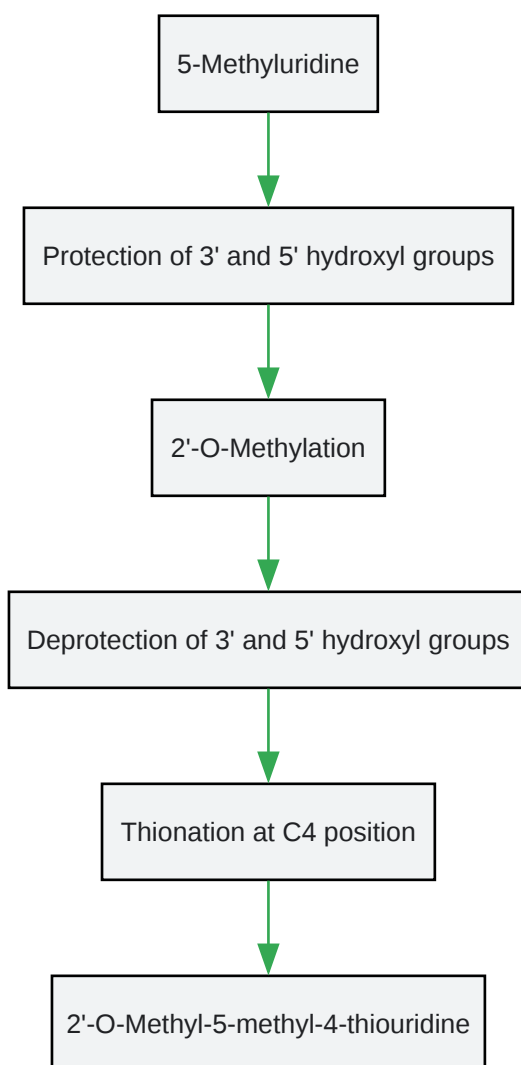 5-Methyluridine
Protection of 3' and 5' hydroxyl groups
2'-O-Methylation
Deprotection of 3' and 5' hydroxyl groups
Thionation at C4 position
2'-O-Methyl-5-methyl-4-thiouridine